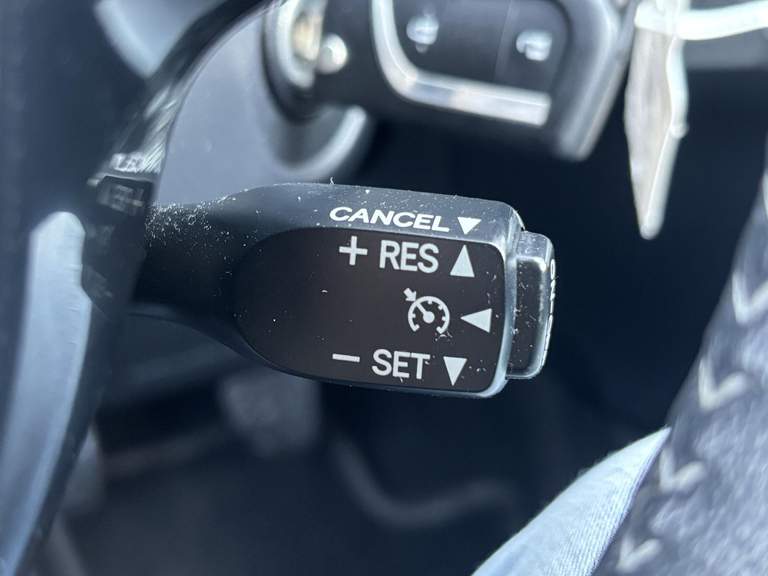 CANCEL ▼
+ RES ▲
◀
− SET ▼